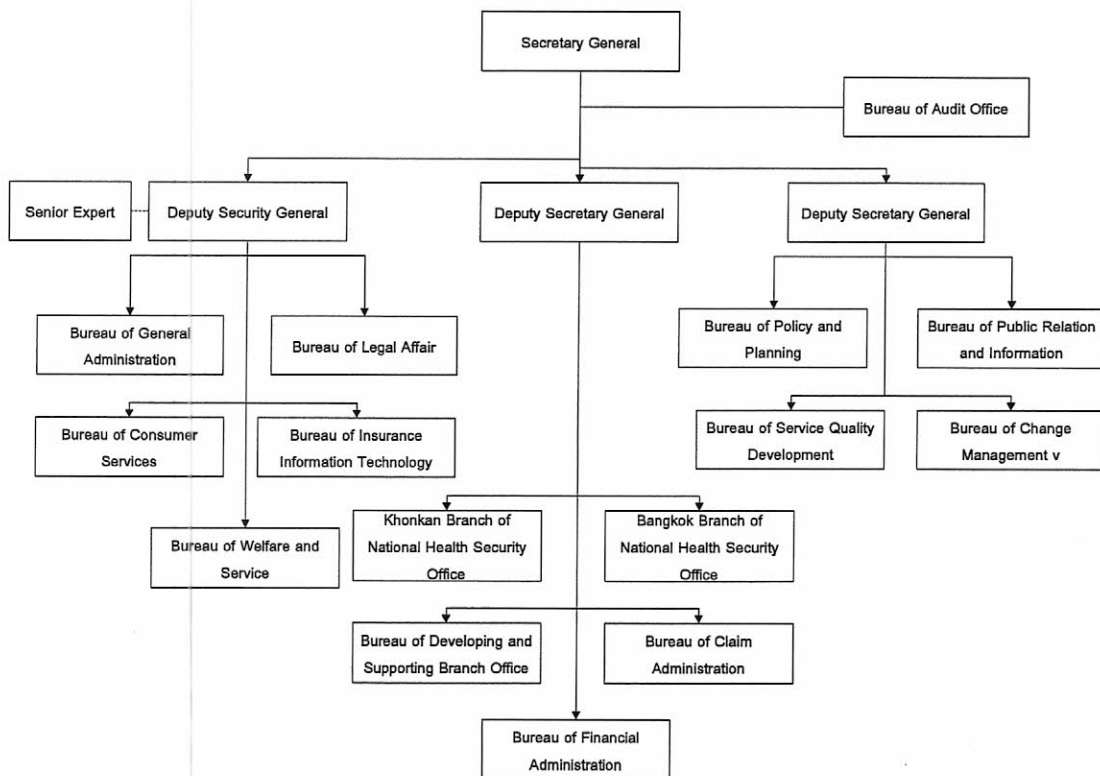 Secretary General
Bureau of Audit Office
Senior Expert
Deputy Security General
Deputy Secretary General
Deputy Secretary General
Bureau of General
Administration
Bureau of Legal Affair
Bureau of Policy and
Planning
Bureau of Public Relation
and Information
Bureau of Consumer
Services
Bureau of Insurance
Information Technology
Bureau of Service Quality
Development
Bureau of Change
Management v
Bureau of Welfare and
Service
Khonkan Branch of
National Health Security
Office
Bangkok Branch of
National Health Security
Office
Bureau of Developing and
Supporting Branch Office
Bureau of Claim
Administration
Bureau of Financial
Administration